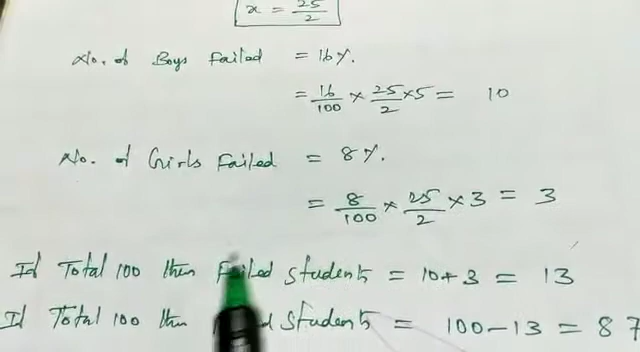 x = 25/2
No. of Boys Failed = 16%.
= 16/100 × 25/2 × 5 = 10
No. of Girls Failed = 8%.
= 8/100 × 25/2 × 3 = 3
If Total 100 then Failed students = 10+3 = 13
If Total 100 then students = 100-13 = 87